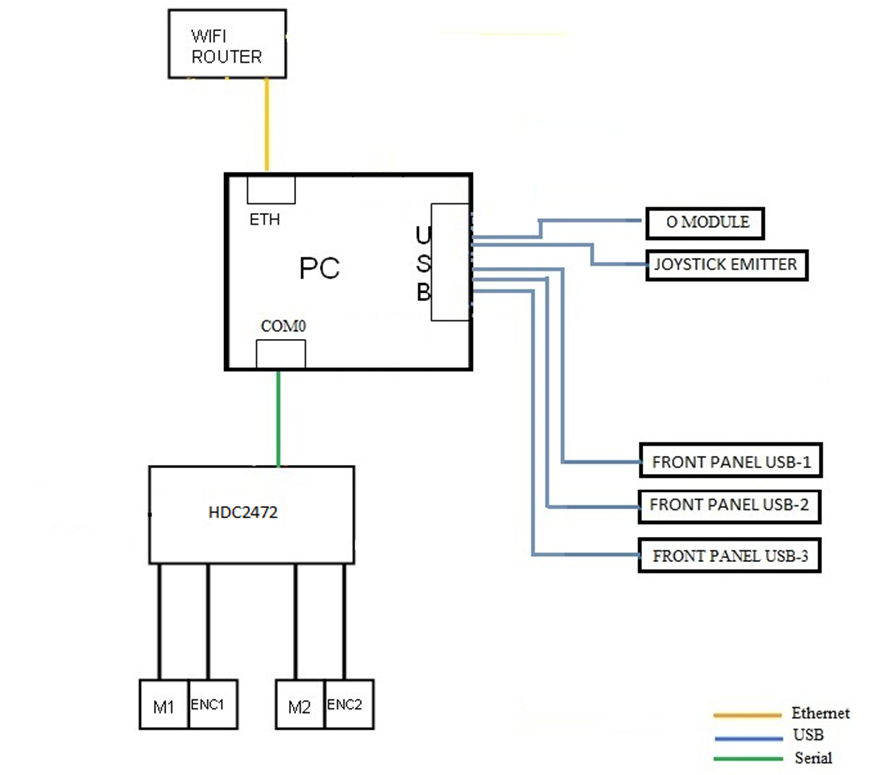 WIFI
ROUTER
ETH
PC
U
S
B
COM0
O MODULE
JOYSTICK EMITTER
HDC2472
FRONT PANEL USB-1
FRONT PANEL USB-2
FRONT PANEL USB-3
M1
ENC1
M2
ENC2
Ethernet
USB
Serial